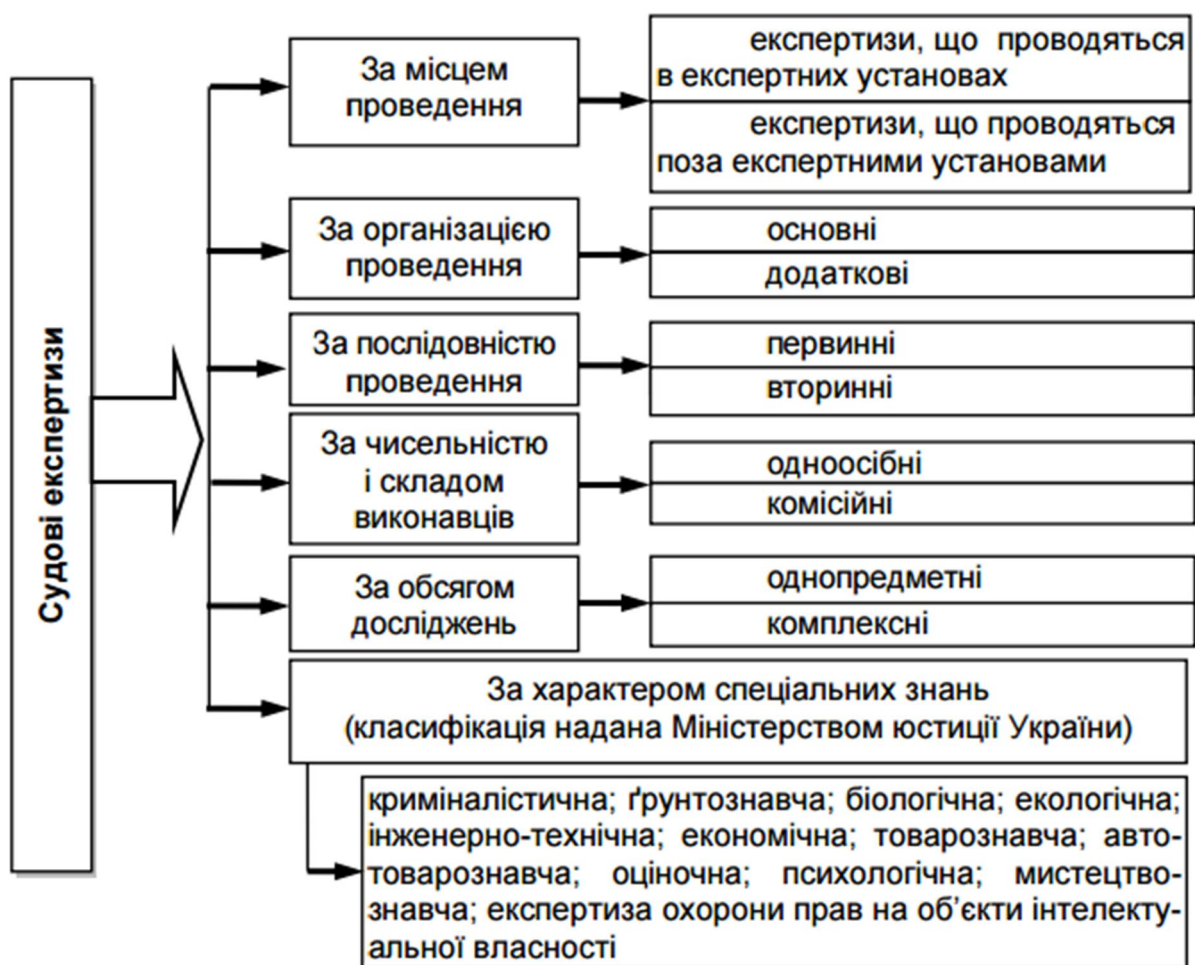 Судові експертизи
За місцем
проведення
експертизи, що проводяться
в експертних установах
експертизи, що проводяться
поза експертними установами
За організацією
проведення
основні
додаткові
За послідовністю
проведення
первинні
вторинні
За чисельністю
і складом
виконавців
одноосібні
комісійні
За обсягом
досліджень
однопредметні
комплексні
За характером спеціальних знань
(класифікація надана Міністерством юстиції України)
криміналістична; ґрунтознавча; біологічна; екологічна;
інженерно-технічна; економічна; товарознавча; авто-
товарознавча; оціночна; психологічна; мистецтво-
знавча; експертиза охорони прав на об’єкти інтелекту-
альної власності